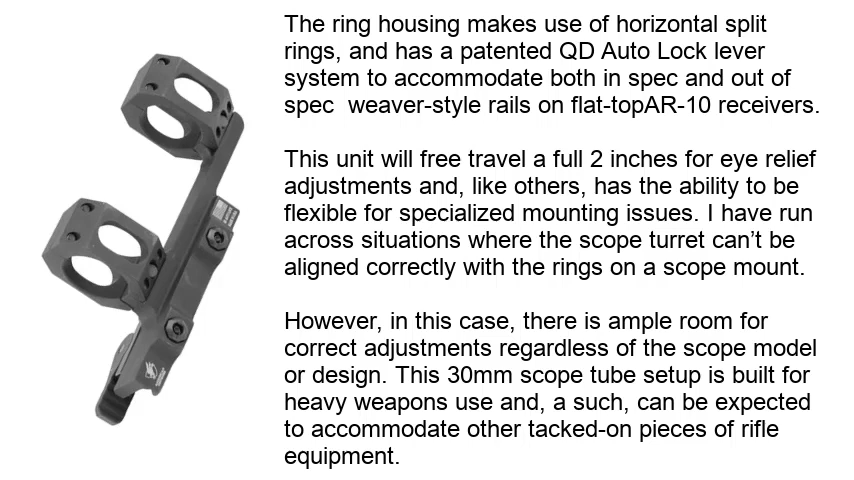 The ring housing makes use of horizontal split
rings, and has a patented QD Auto Lock lever
system to accommodate both in spec and out of
spec  weaver-style rails on flat-topAR-10 receivers.
This unit will free travel a full 2 inches for eye relief
adjustments and, like others, has the ability to be
flexible for specialized mounting issues. I have run
across situations where the scope turret can’t be
aligned correctly with the rings on a scope mount.
However, in this case, there is ample room for
correct adjustments regardless of the scope model
or design. This 30mm scope tube setup is built for
heavy weapons use and, a such, can be expected
to accommodate other tacked-on pieces of rifle
equipment.